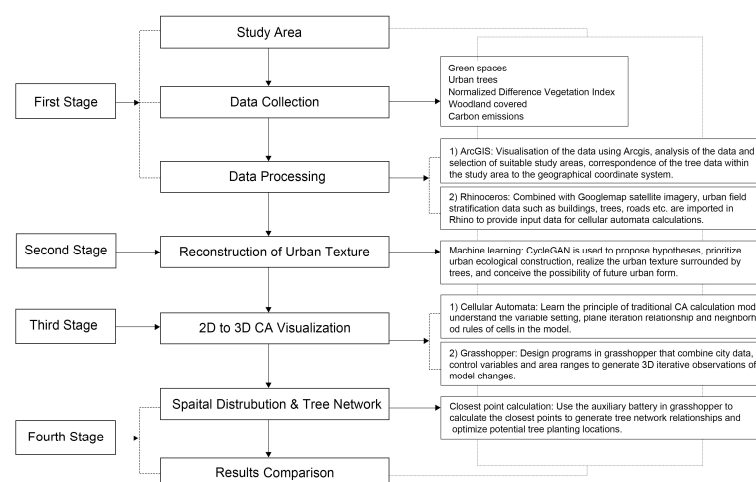 Study Area
Green spaces
Urban trees
Normalized Difference Vegetation Index
Woodland covered
Carbon emissions
First Stage
Data Collection
1) ArcGIS: Visualisation of the data using Arcgis, analysis of the data and
selection of suitable study areas, correspondence of the tree data within
the study area to the geographical coordinate system.
Data Processing
2) Rhinoceros: Combined with Googlemap satellite imagery, urban field
stratification data such as buildings, trees, roads etc. are imported in
Rhino to provide input data for cellular automata calculations.
Second Stage
Reconstruction of Urban Texture
Machine learning: CycleGAN is used to propose hypotheses, prioritize
urban ecological construction, realize the urban texture surrounded by
trees, and conceive the possibility of future urban form.
Third Stage
2D to 3D CA Visualization
1) Cellular Automata: Learn the principle of traditional CA calculation mod
understand the variable setting, plane iteration relationship and neighborh
od rules of cells in the model.
2) Grasshopper: Design programs in grasshopper that combine city data,
control variables and area ranges to generate 3D iterative observations of
model changes.
Spaital Distrubution & Tree Network
Closest point calculation: Use the auxiliary battery in grasshopper to
calculate the closest points to generate tree network relationships and
optimize potential tree planting locations.
Fourth Stage
Results Comparison